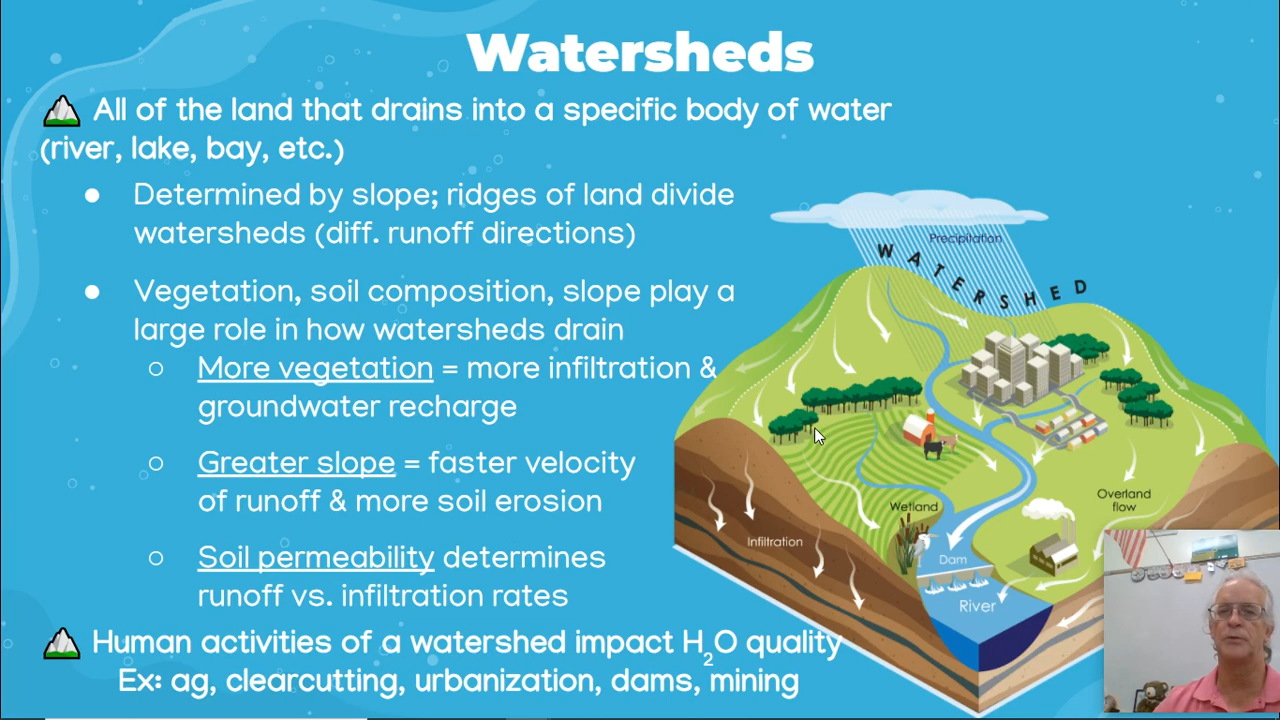 Watersheds
All of the land that drains into a specific body of water
(river, lake, bay, etc.)
● Determined by slope; ridges of land divide
watersheds (diff. runoff directions)
● Vegetation, soil composition, slope play a
large role in how watersheds drain
○ More vegetation = more infiltration &
groundwater recharge
○ Greater slope = faster velocity
of runoff & more soil erosion
○ Soil permeability determines
runoff vs. infiltration rates
Human activities of a watershed impact H₂O quality
Ex: ag, clearcutting, urbanization, dams, mining
Precipitation
WATERSHED
Wetland
Overland
flow
Infiltration
Dam
River